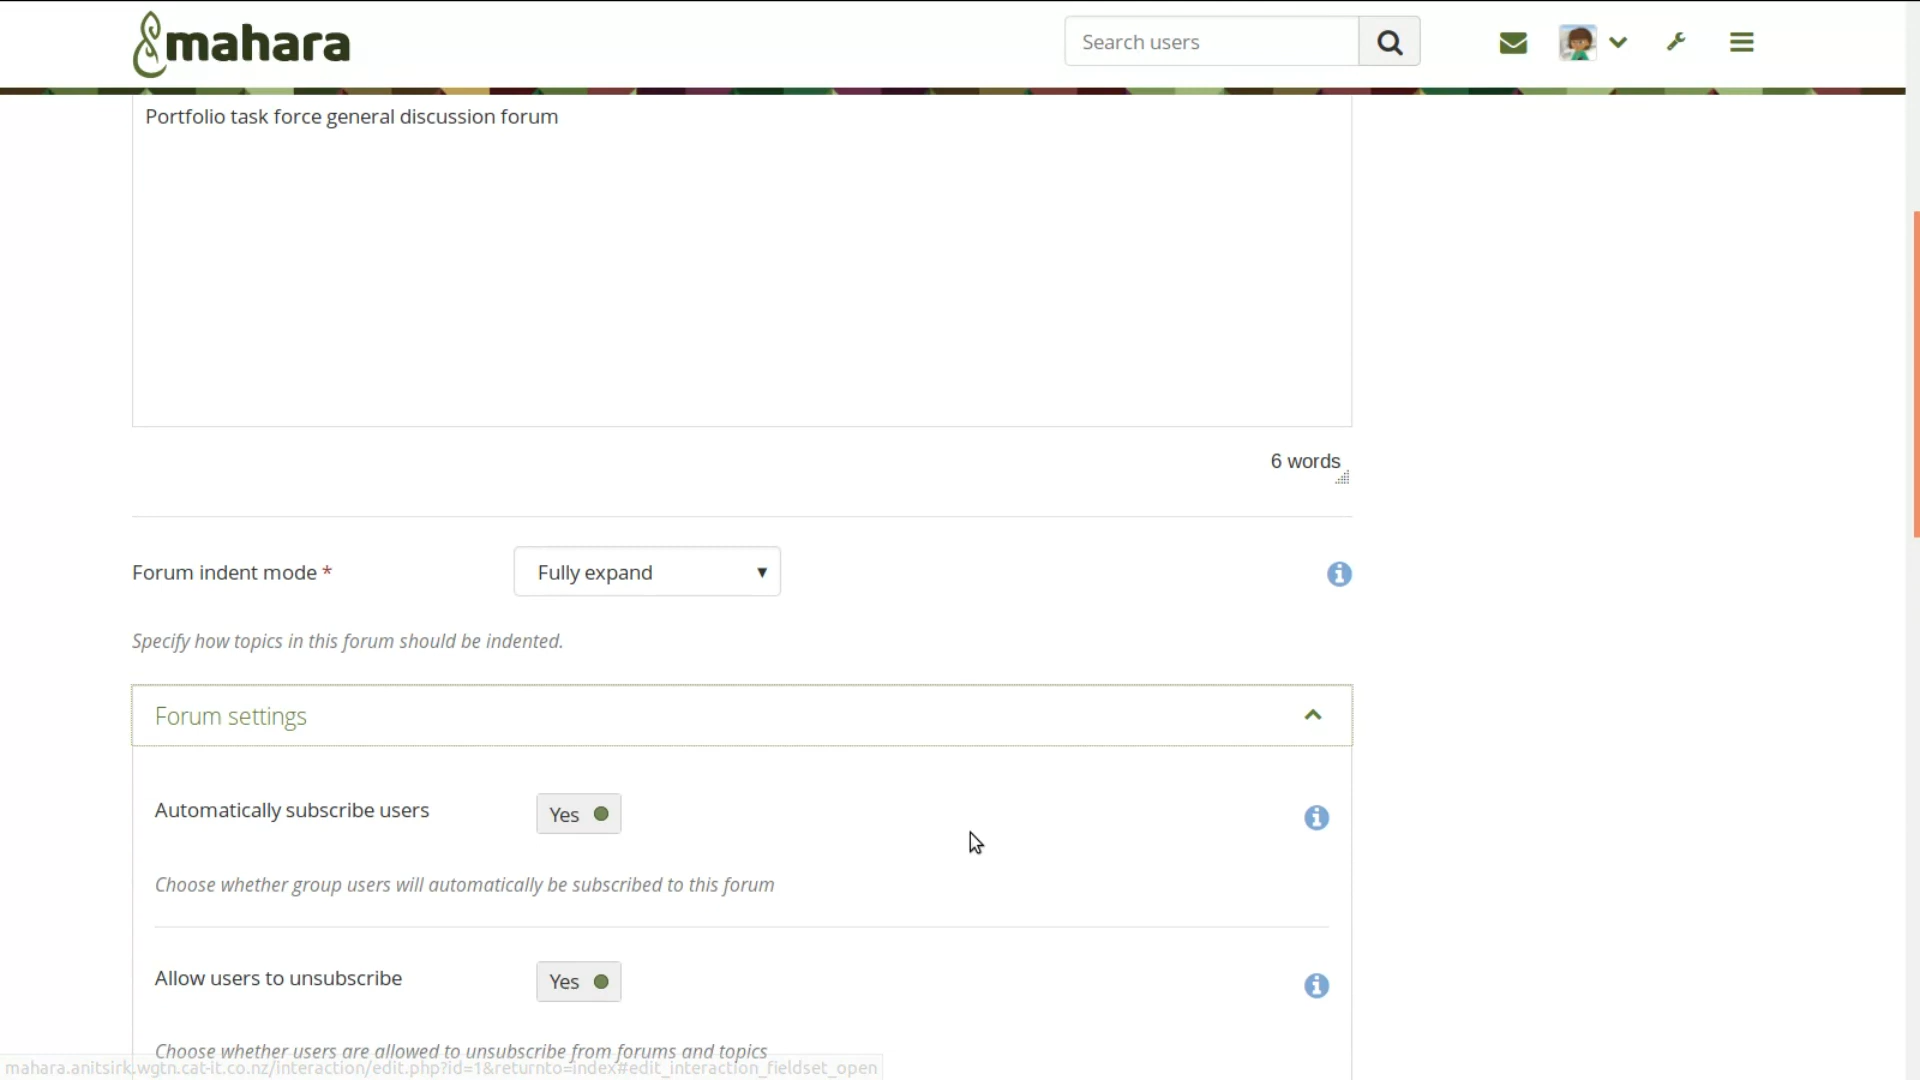 mahara
Search users
Portfolio task force general discussion forum
6 words
Forum indent mode *
Fully expand
Specify how topics in this forum should be indented.
Forum settings
Automatically subscribe users
Yes
Choose whether group users will automatically be subscribed to this forum
Allow users to unsubscribe
Yes
Choose whether users are allowed to unsubscribe from forums and topics
mahara.anitsirk.wgtn.cat-it.co.nz/interaction/edit.php?id=1&returnto=index#edit_interaction_fieldset_open